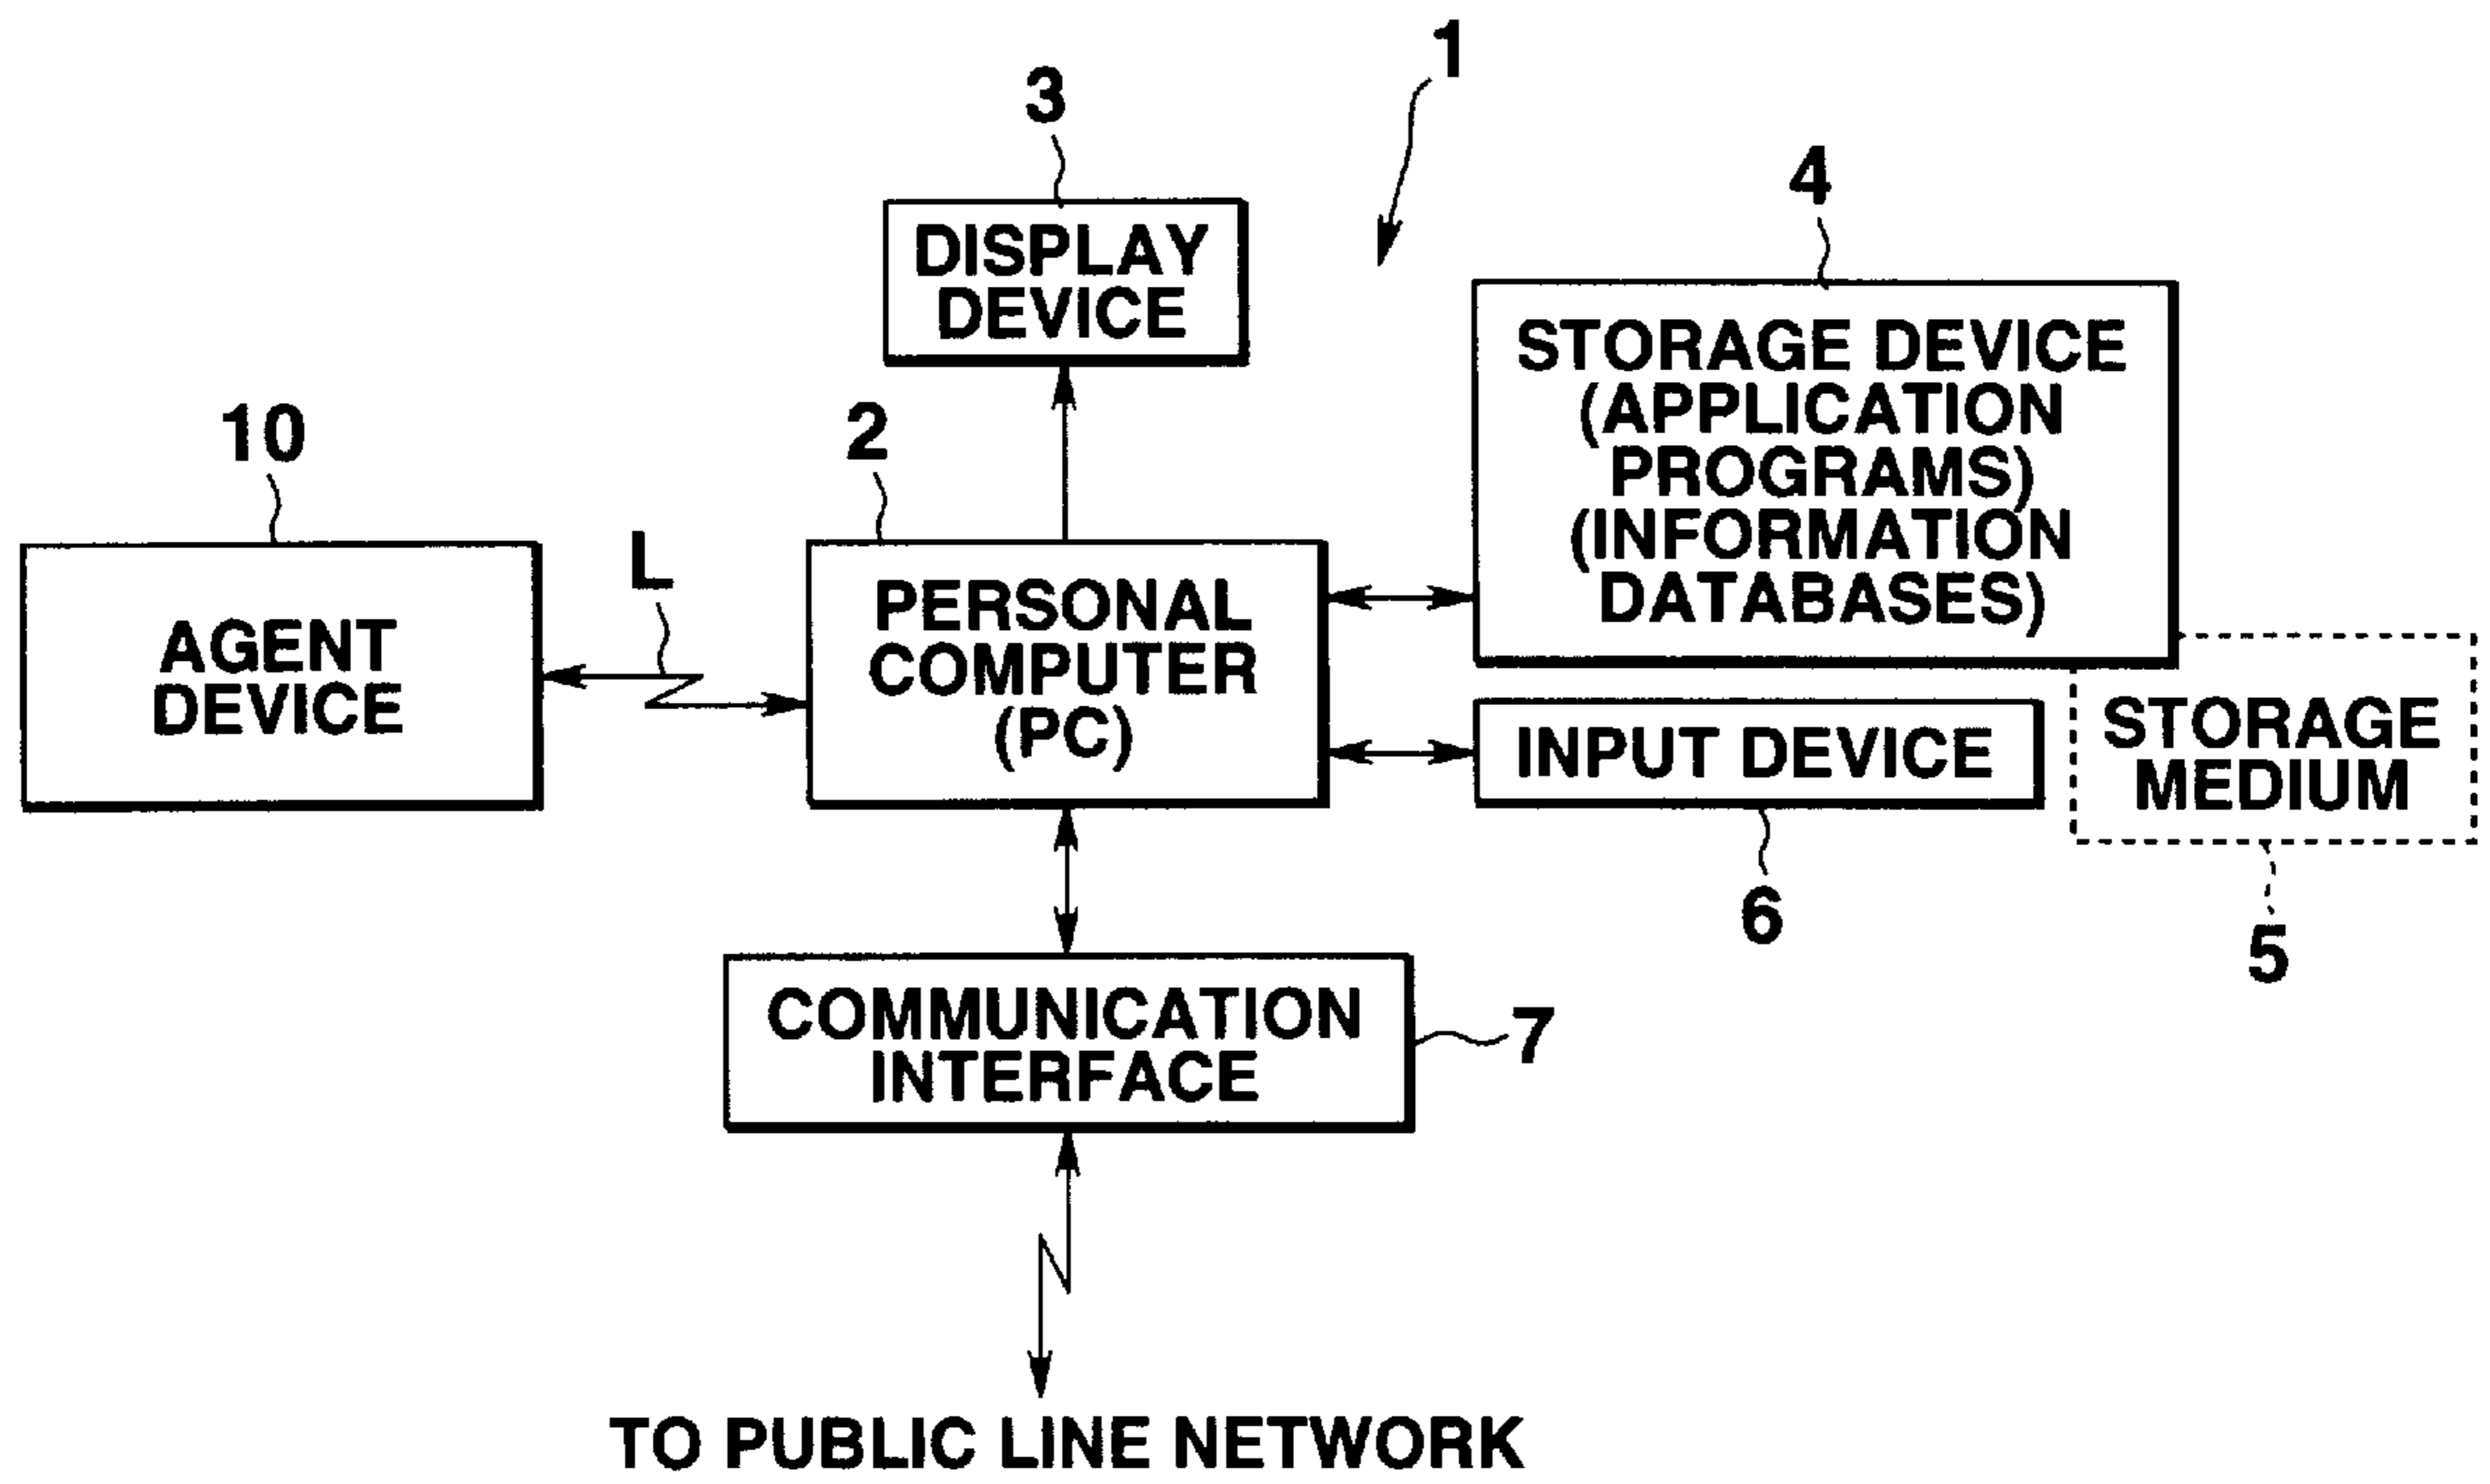 1
3
DISPLAY
DEVICE
4
STORAGE DEVICE
(APPLICATION
PROGRAMS)
(INFORMATION
DATABASES)
10
AGENT
DEVICE
L
2
PERSONAL
COMPUTER
(PC)
INPUT DEVICE
6
STORAGE
MEDIUM
5
COMMUNICATION
INTERFACE
7
TO PUBLIC LINE NETWORK